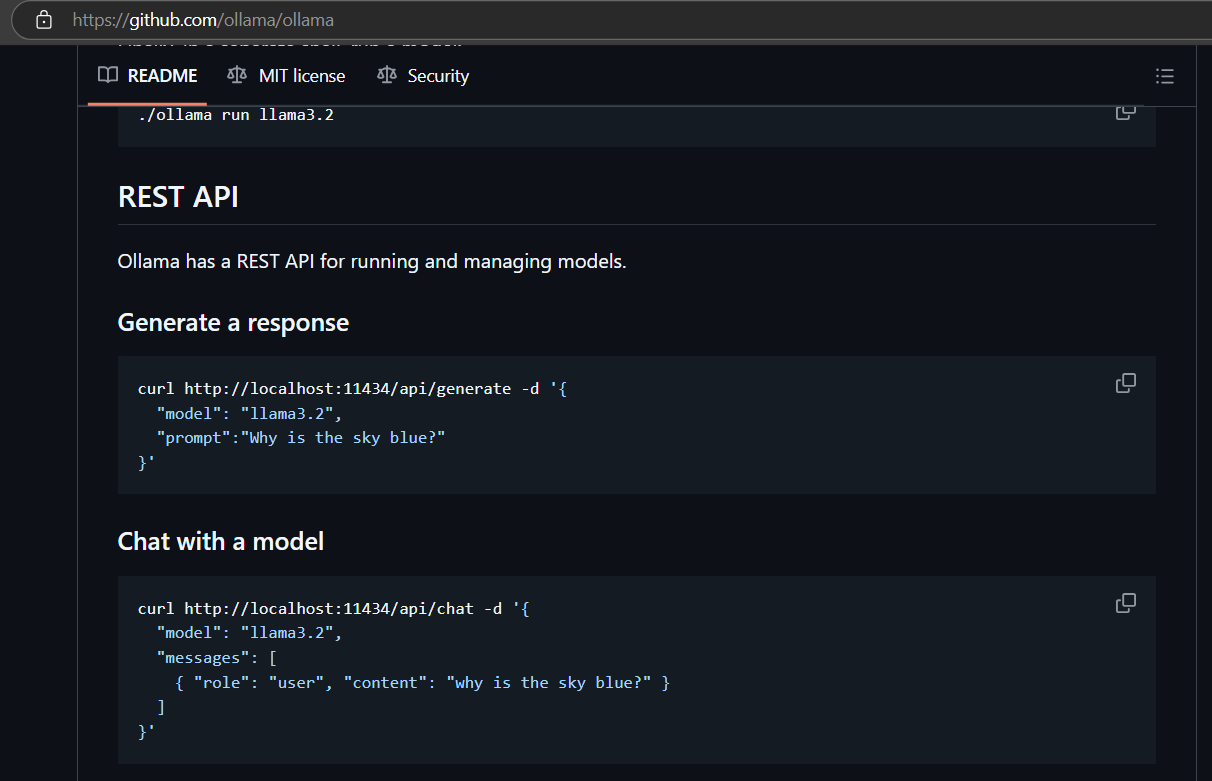 https://github.com/ollama/ollama
README MIT license Security
./ollama run llama3.2
REST API
Ollama has a REST API for running and managing models.
Generate a response
curl http://localhost:11434/api/generate -d '{
  "model": "llama3.2",
  "prompt":"Why is the sky blue?"
}'
Chat with a model
curl http://localhost:11434/api/chat -d '{
  "model": "llama3.2",
  "messages": [
    { "role": "user", "content": "why is the sky blue?" }
  ]
}'